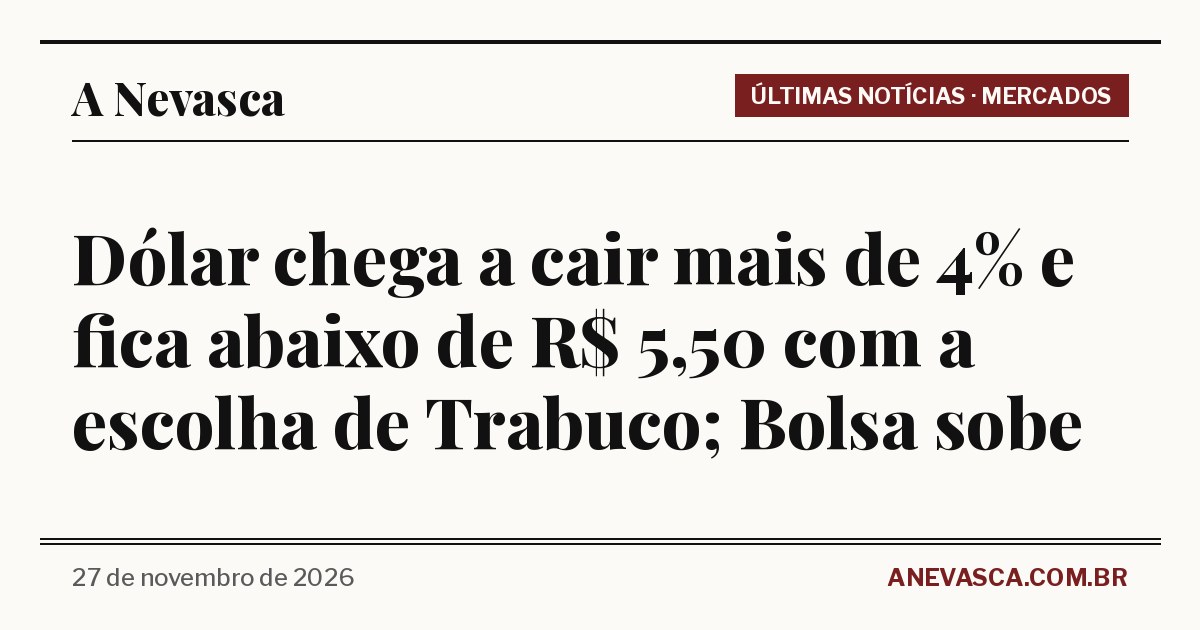 A Nevasca
ÚLTIMAS NOTÍCIAS · MERCADOS
Dólar chega a cair mais de 4% e
fica abaixo de R$ 5,50 com a
escolha de Trabuco; Bolsa sobe
27 de novembro de 2026
ANEVASCA.COM.BR